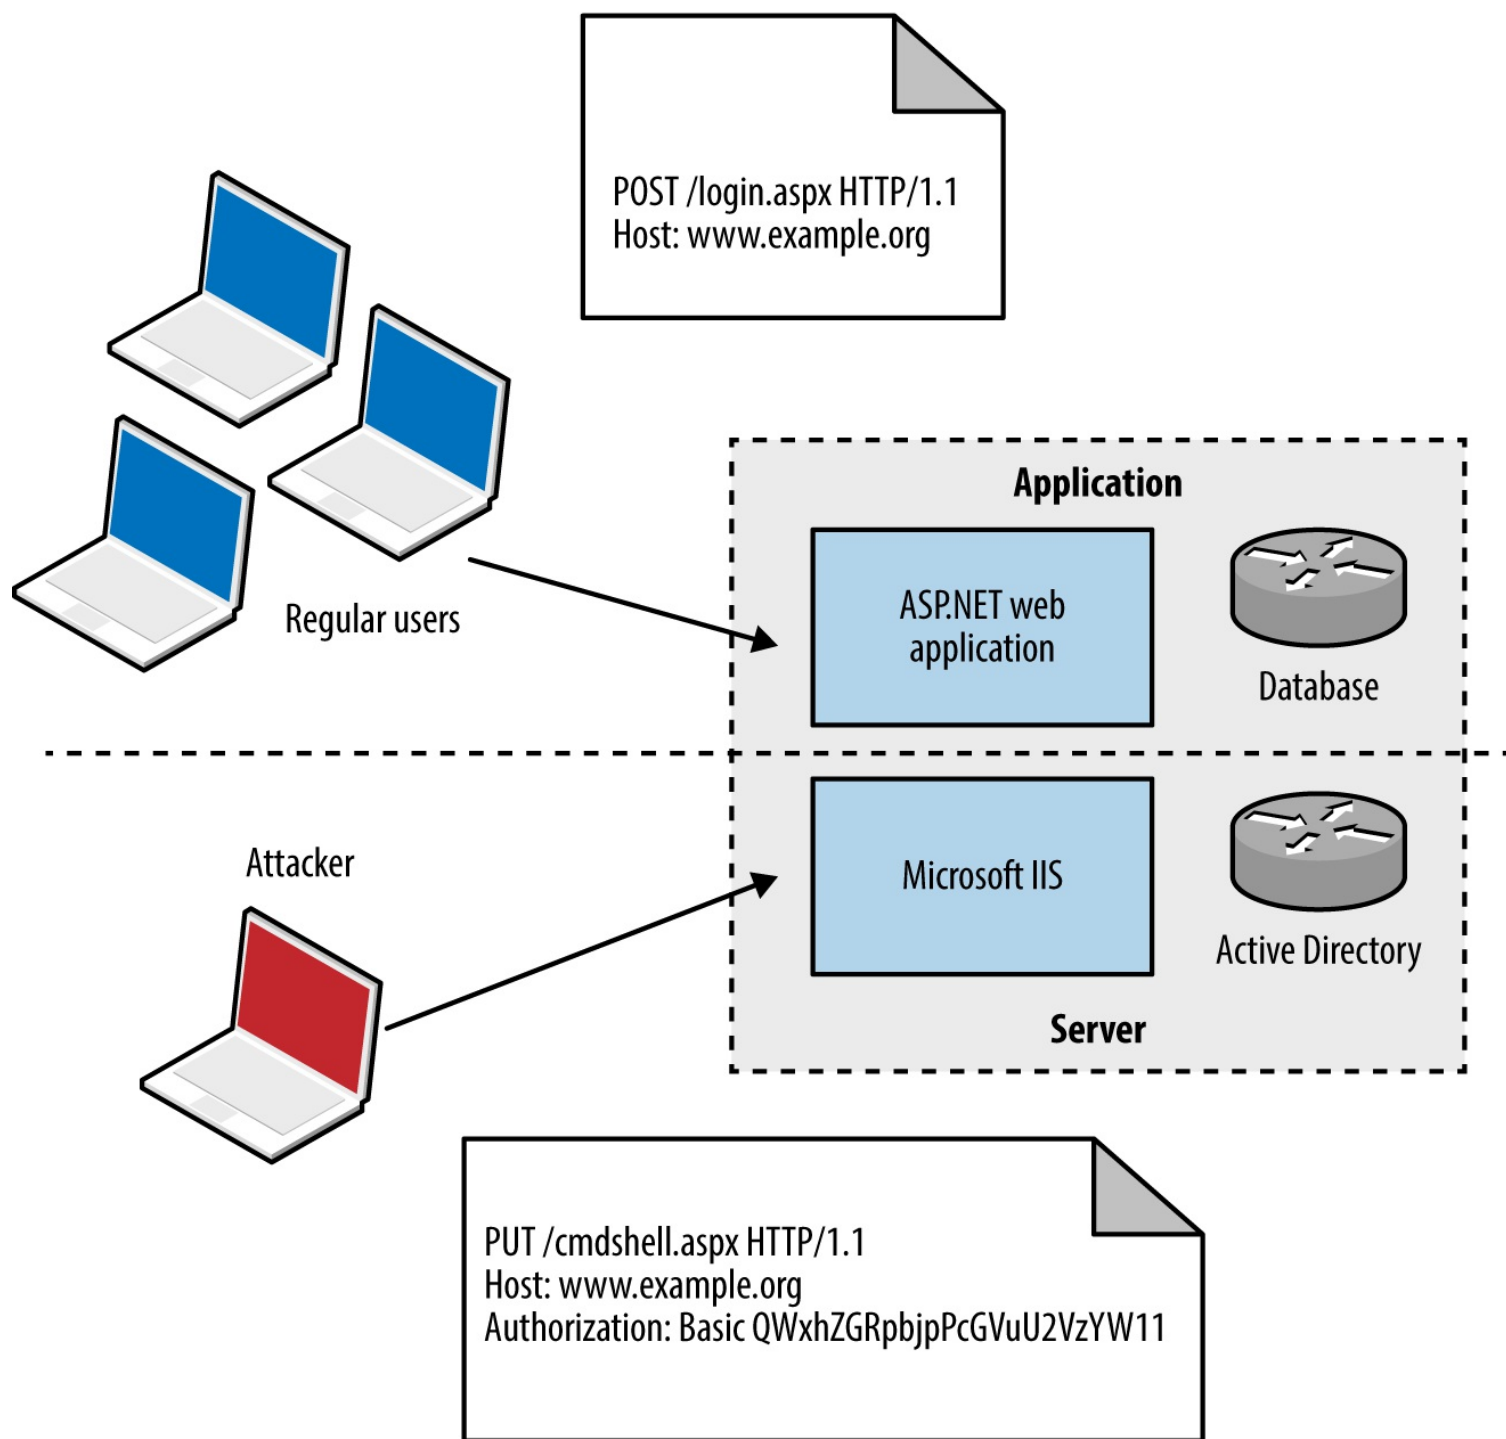 POST /login.aspx HTTP/1.1
Host: www.example.org
Regular users
Application
ASP.NET web
application
Database
Attacker
Microsoft IIS
Active Directory
Server
PUT /cmdshell.aspx HTTP/1.1
Host: www.example.org
Authorization: Basic QWxhZGRpbjpPcGVuU2VzYW11